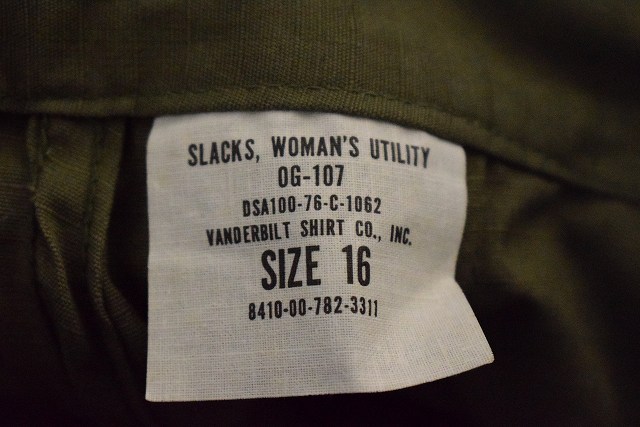 SLACKS, WOMAN'S UTILITY
OG-107
DSA100-76-C-1062
VANDERBILT SHIRT CO., INC.
SIZE 16
8410-00-782-3311